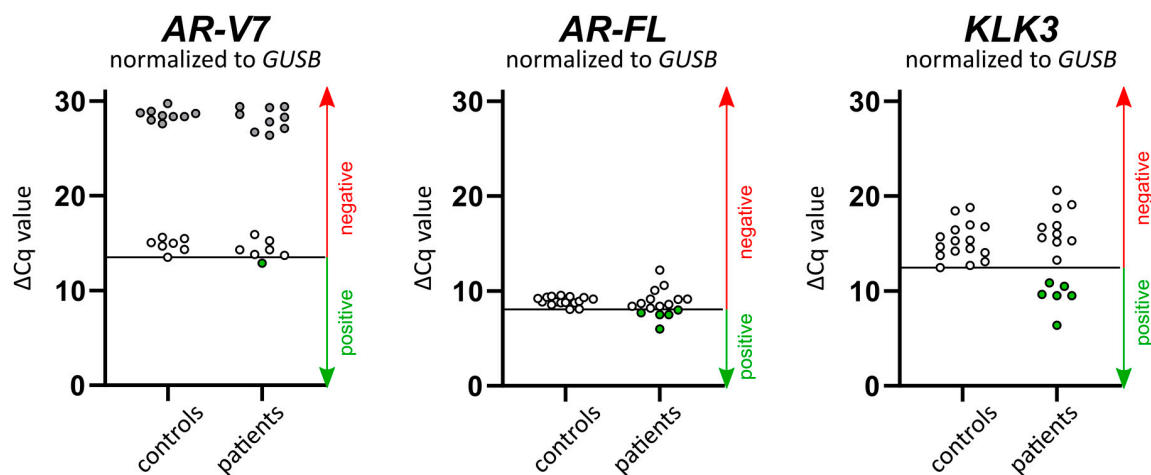 AR-V7
normalized to GUSB
ΔCq value
30
20
10
0
controls
patients
negative
positive
AR-FL
normalized to GUSB
ΔCq value
30
20
10
0
controls
patients
negative
positive
KLK3
normalized to GUSB
ΔCq value
30
20
10
0
controls
patients
negative
positive